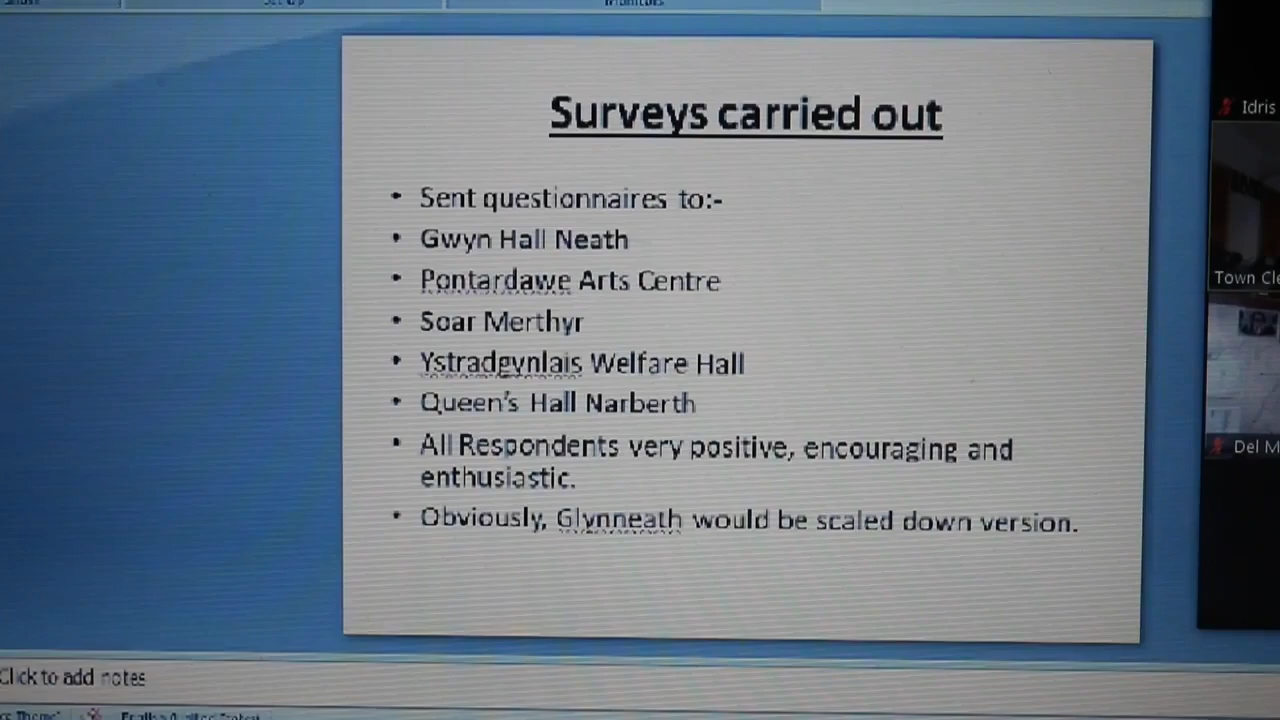 Surveys carried out
• Sent questionnaires to:-
• Gwyn Hall Neath
• Pontardawe Arts Centre
• Soar Merthyr
• Ystradgynlais Welfare Hall
• Queen's Hall Narberth
• All Respondents very positive, encouraging and
enthusiastic.
• Obviously, Glynneath would be scaled down version.
Idris
Town Cle
Del M
Click to add notes